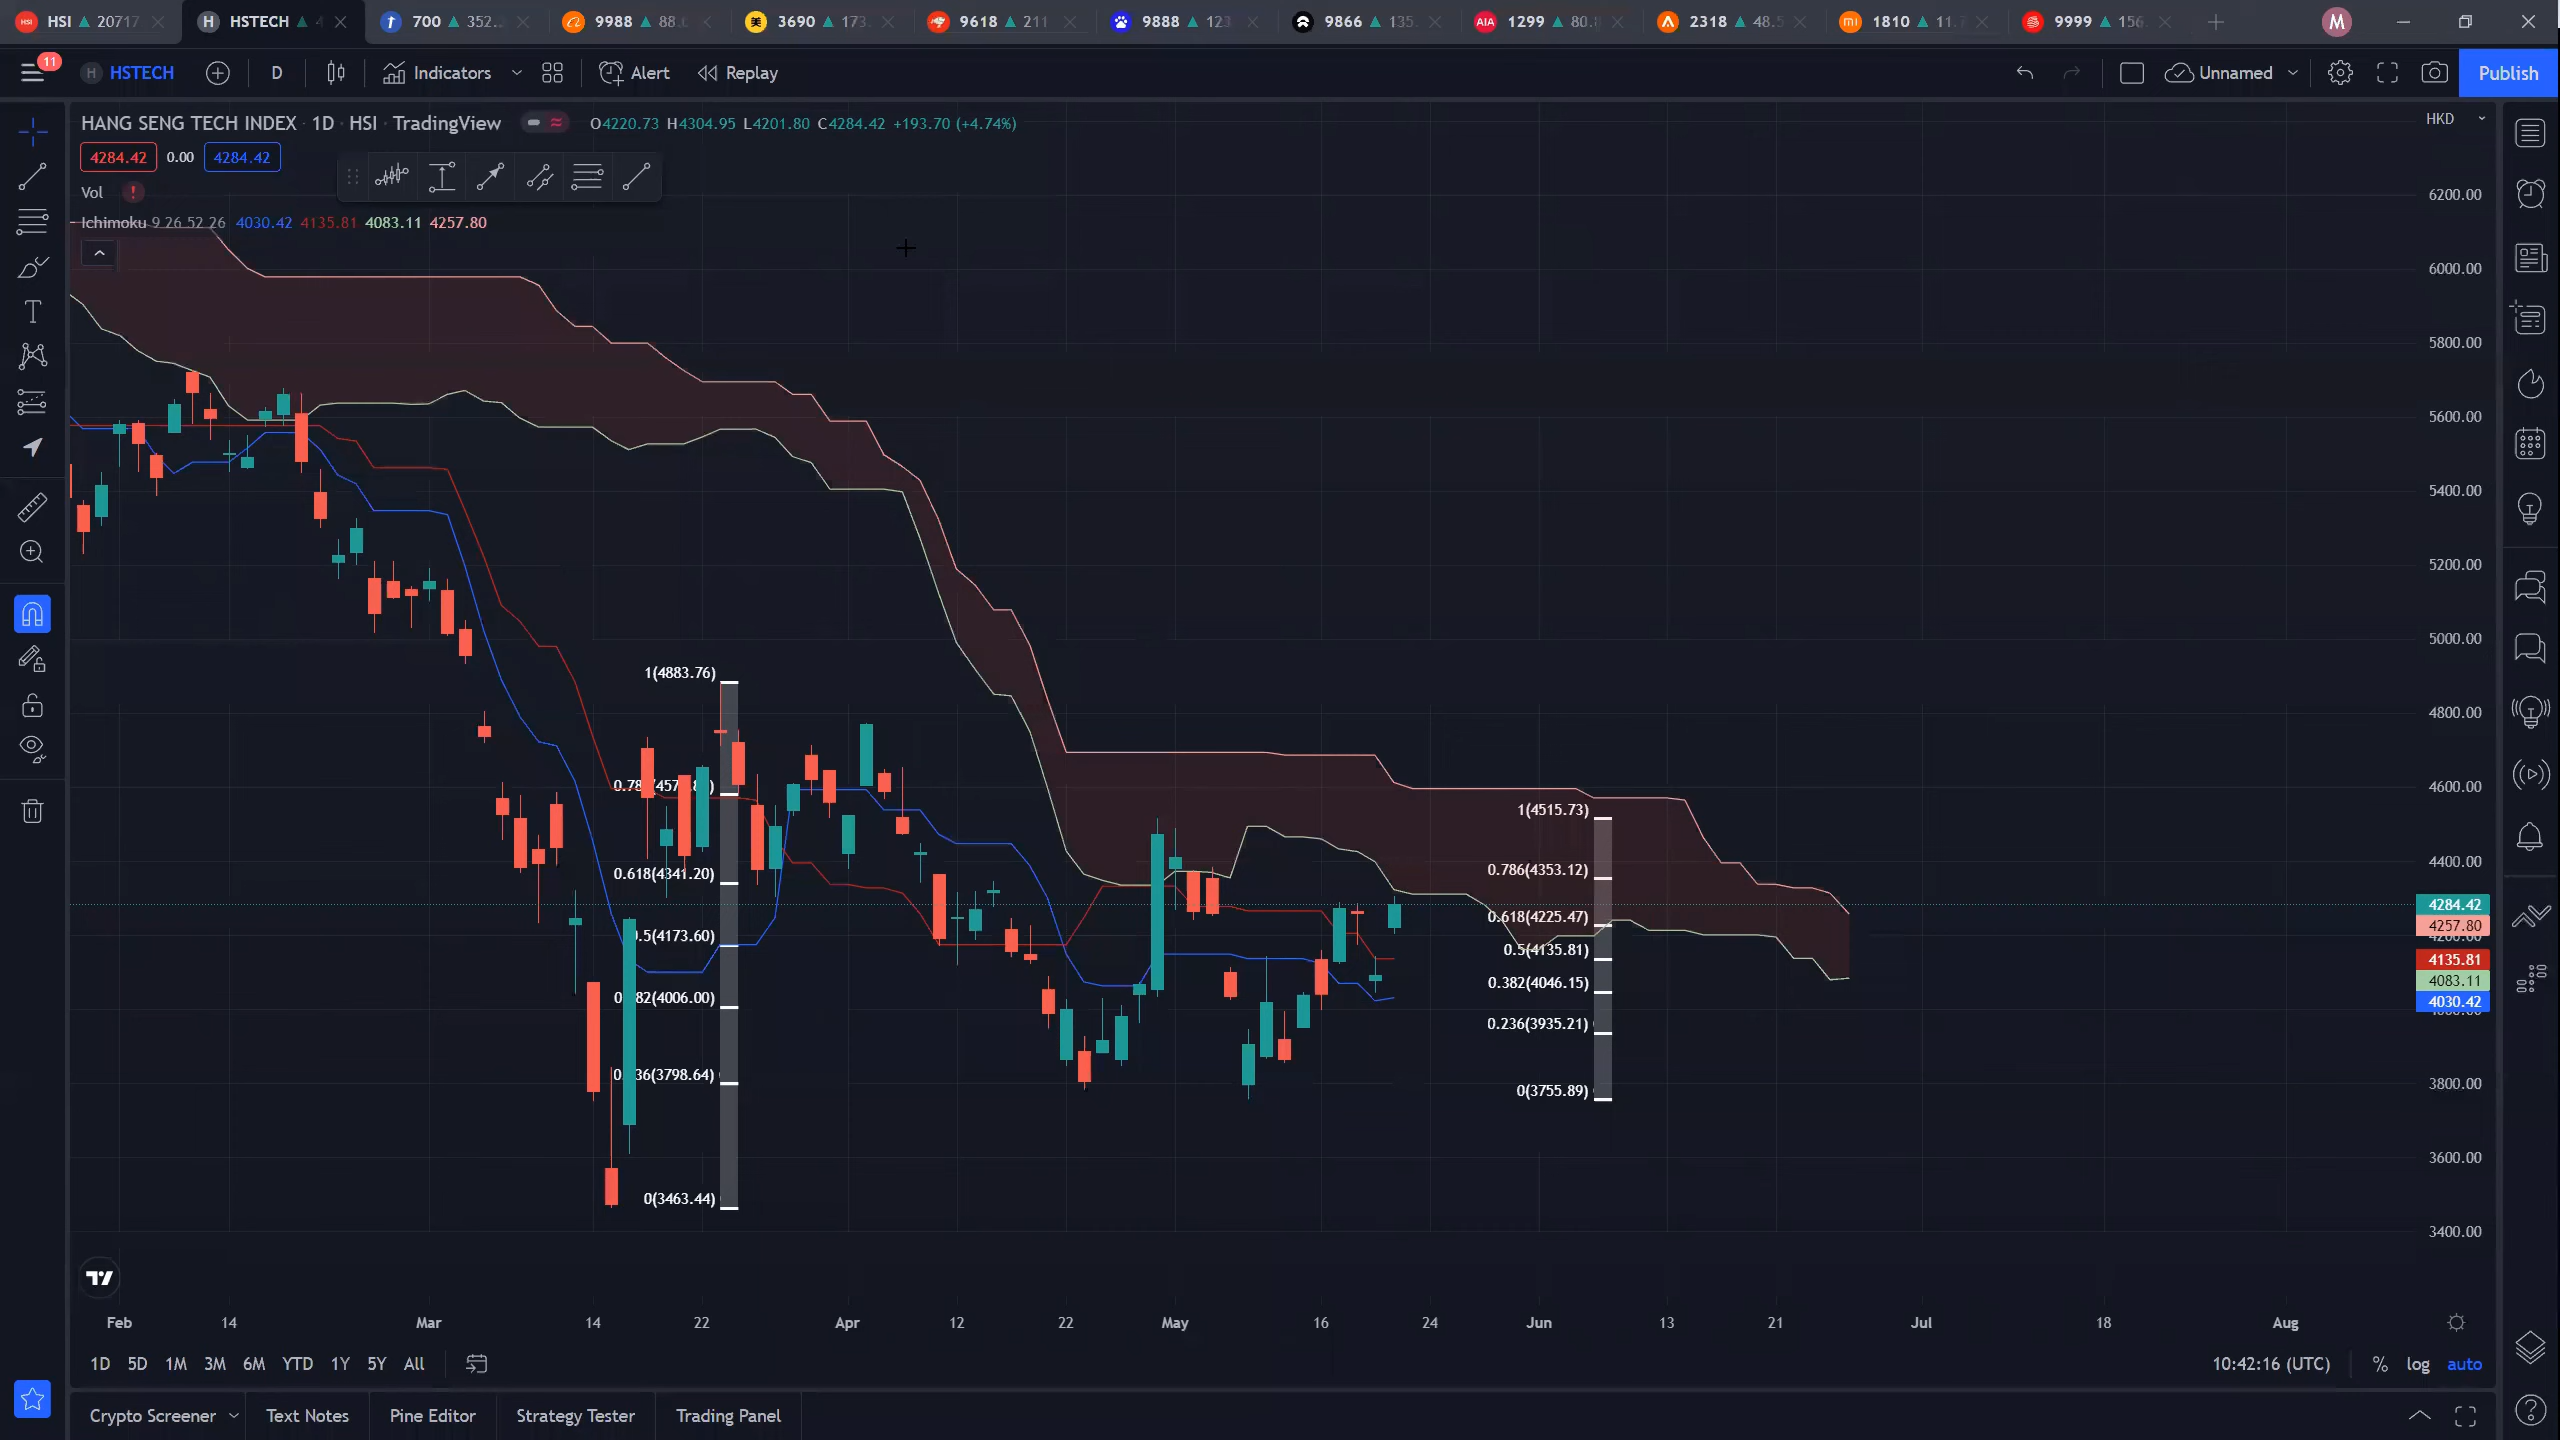 HSI ▲ 20717
HSTECH ▲ 4
700 ▲ 352.
9988 ▲ 88.
3690 ▲ 173
9618 ▲ 211
9888 ▲ 123
9866 ▲ 135.
AIA 1299 ▲ 80.
2318 ▲ 48.5
1810 ▲ 11.
9999 ▲ 156
M
11
H HSTECH
D
Indicators
Alert
Replay
Unnamed
Publish
HANG SENG TECH INDEX · 1D · HSI · TradingView
O4220.73 H4304.95 L4201.80 C4284.42 +193.70 (+4.74%)
HKD
4284.42 0.00 4284.42
Vol
Ichimoku 9 26 52 26 4030.42 4135.81 4083.11 4257.80
6200.00
6000.00
5800.00
5600.00
5400.00
5200.00
5000.00
4800.00
4600.00
4400.00
4284.42
4257.80
4135.81
4083.11
4030.42
3800.00
3600.00
3400.00
1(4883.76)
0.618(4341.20)
0.5(4173.60)
0(3463.44)
1(4515.73)
0.786(4353.12)
0.618(4225.47)
0.5(4135.81)
0.382(4046.15)
0.236(3935.21)
0(3755.89)
Feb 14 Mar 14 22 Apr 12 22 May 16 24 Jun 13 21 Jul 18 Aug
1D 5D 1M 3M 6M YTD 1Y 5Y All
10:42:16 (UTC) % log auto
Crypto Screener Text Notes Pine Editor Strategy Tester Trading Panel